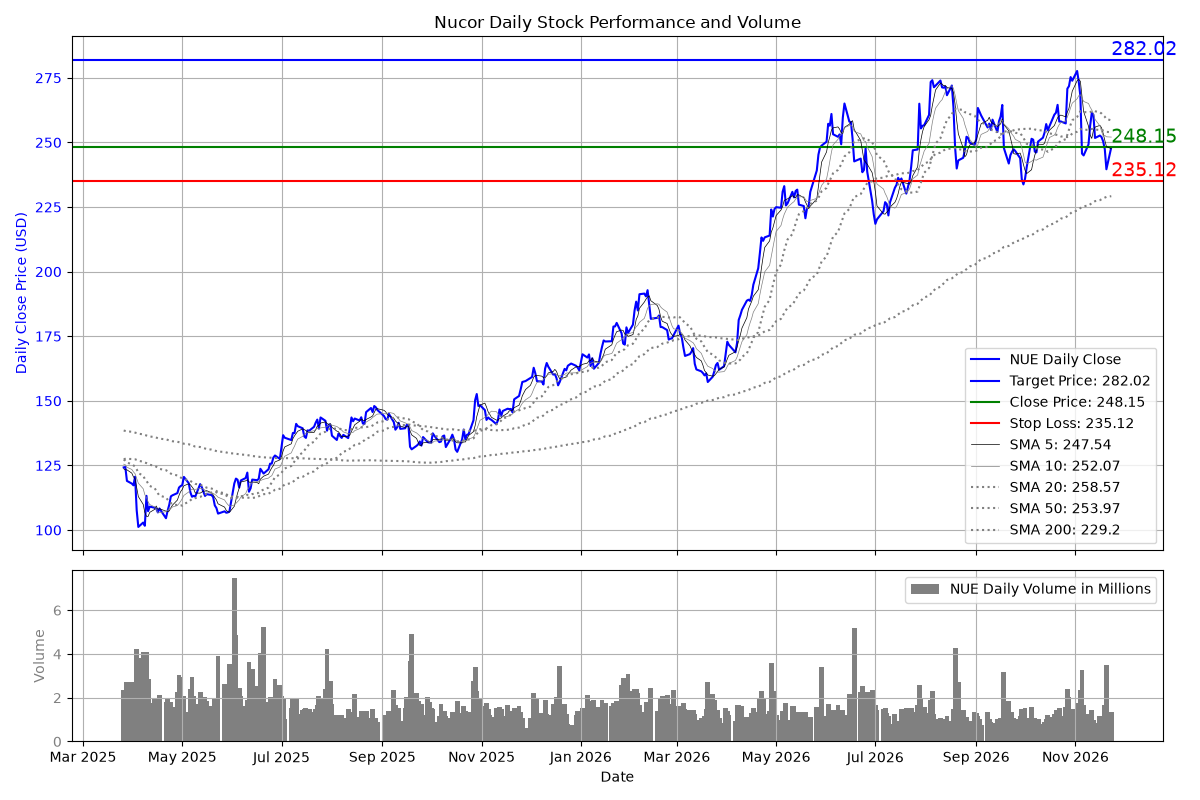 Nucor Daily Stock Performance and Volume
282.02
275
250
248.15
235.12
225
200
175
150
125
100
Daily Close Price (USD)
NUE Daily Close
Target Price: 282.02
Close Price: 248.15
Stop Loss: 235.12
SMA 5: 247.54
SMA 10: 252.07
SMA 20: 258.57
SMA 50: 253.97
SMA 200: 229.2
NUE Daily Volume in Millions
6
4
2
0
Volume
Mar 2025 May 2025 Jul 2025 Sep 2025 Nov 2025 Jan 2026 Mar 2026 May 2026 Jul 2026 Sep 2026 Nov 2026
Date